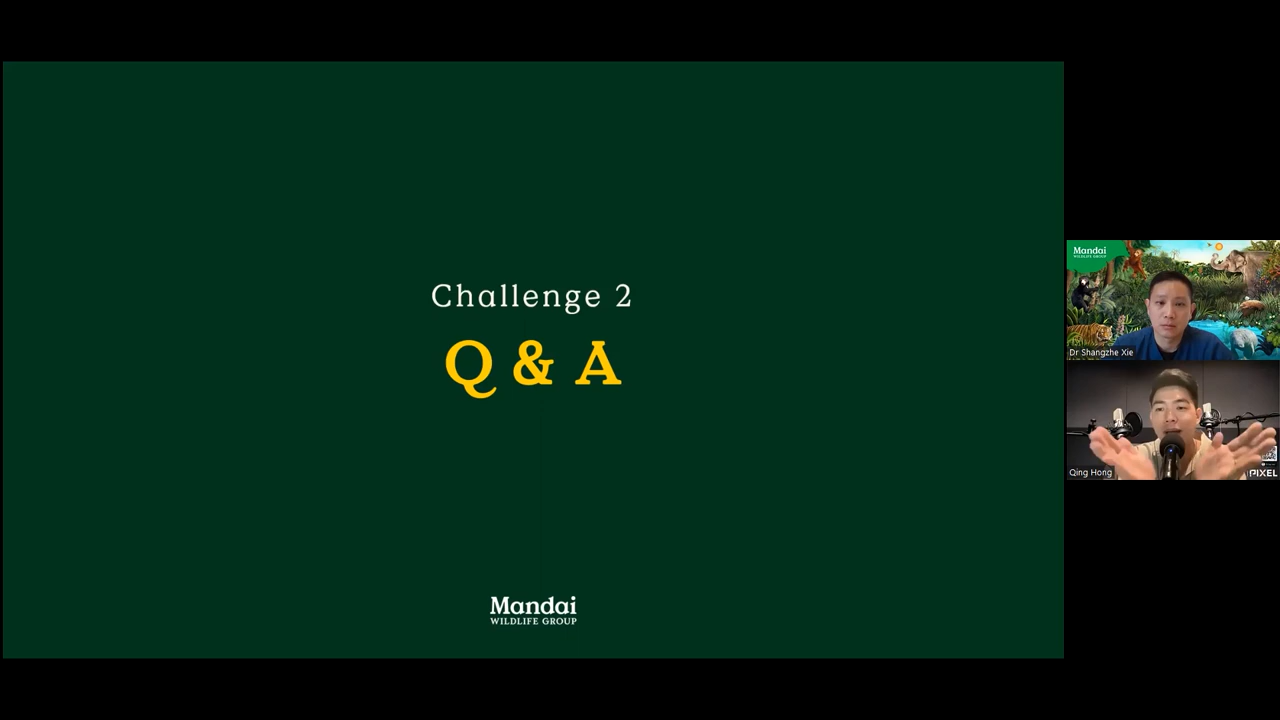 Challenge 2
Q & A
Mandai
WILDLIFE GROUP
Mandai
WILDLIFE GROUP
Dr Shangzhe Xie
Qing Hong
PIXEL